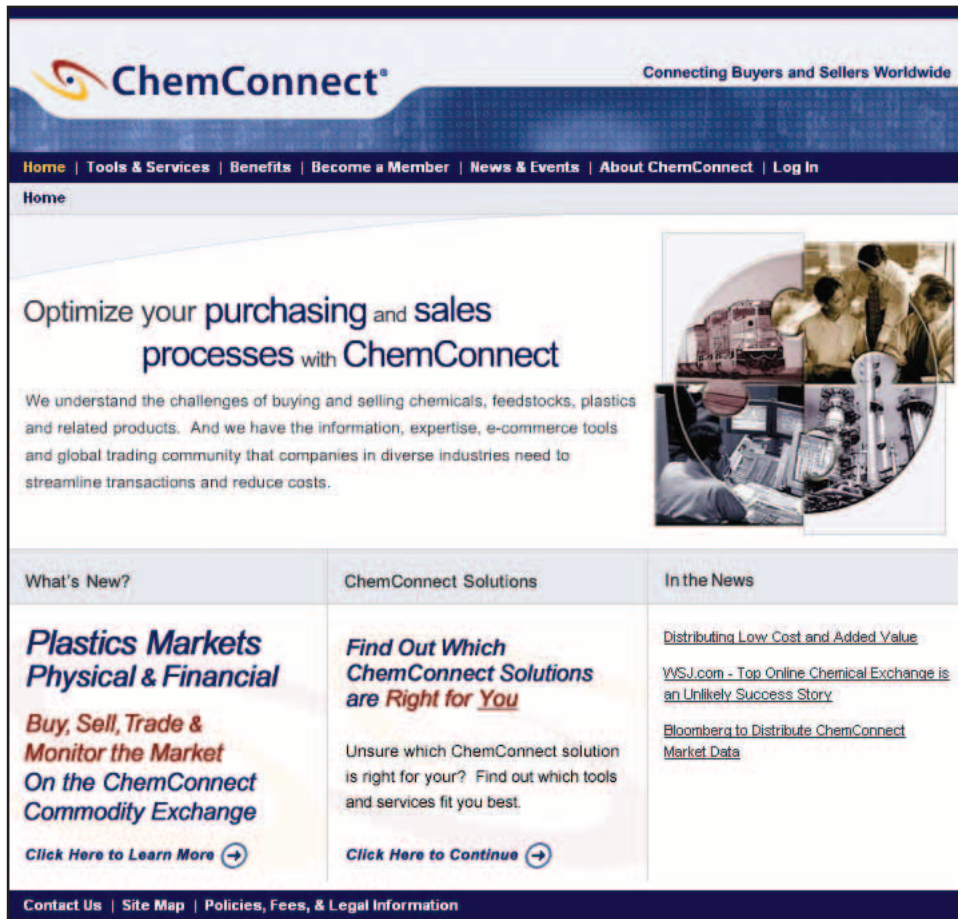 ChemConnect®
Connecting Buyers and Sellers Worldwide
Home | Tools & Services | Benefits | Become a Member | News & Events | About ChemConnect | Log In
Home
Optimize your purchasing and sales
processes with ChemConnect
We understand the challenges of buying and selling chemicals, feedstocks, plastics
and related products. And we have the information, expertise, e-commerce tools
and global trading community that companies in diverse industries need to
streamline transactions and reduce costs.
What's New?
Plastics Markets
Physical & Financial
Buy, Sell, Trade &
Monitor the Market
On the ChemConnect
Commodity Exchange
Click Here to Learn More
ChemConnect Solutions
Find Out Which
ChemConnect Solutions
are Right for You
Unsure which ChemConnect solution
is right for your? Find out which tools
and services fit you best.
Click Here to Continue
In the News
Distributing Low Cost and Added Value
WSJ.com - Top Online Chemical Exchange is
an Unlikely Success Story
Bloomberg to Distribute ChemConnect
Market Data
Contact Us | Site Map | Policies, Fees, & Legal Information